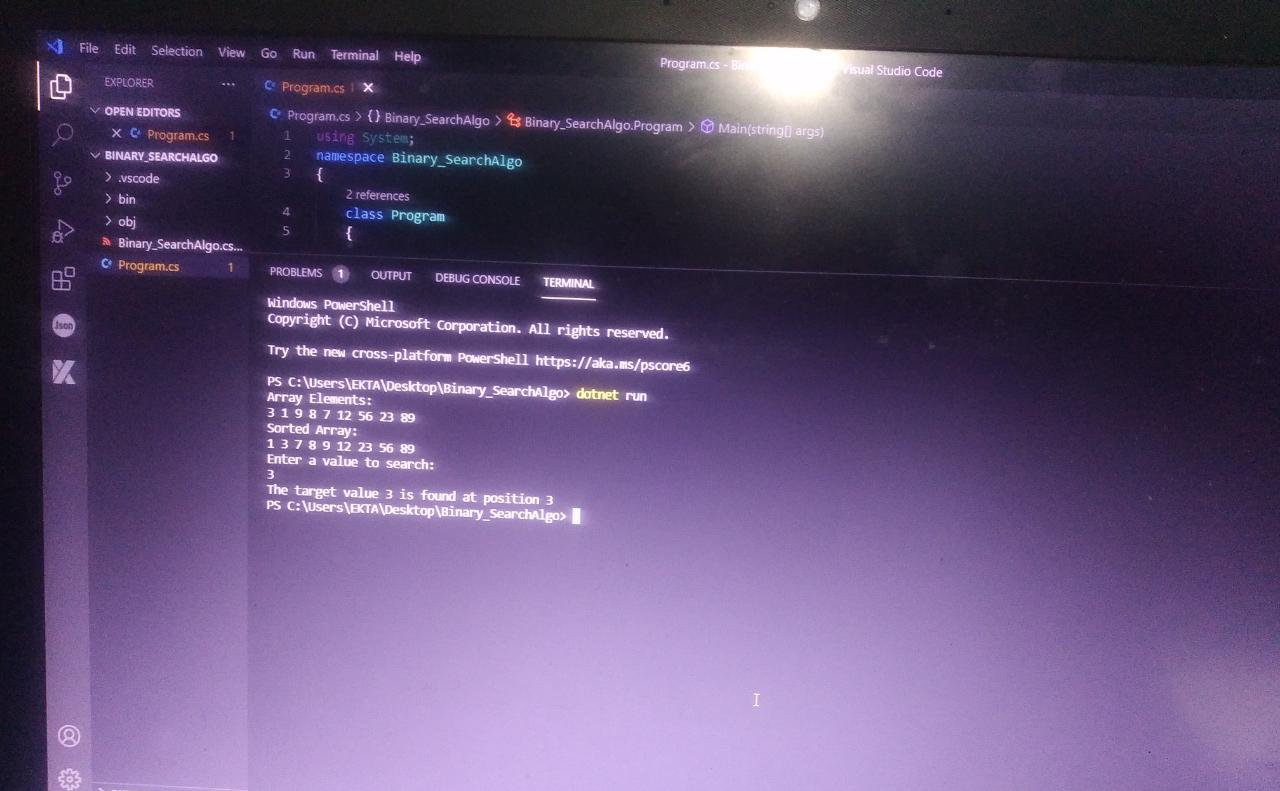 File Edit Selection View Go Run Terminal Help
Program.cs - Visual Studio Code
EXPLORER
OPEN EDITORS
Program.cs 1
BINARY_SEARCHALGO
.vscode
bin
obj
Binary_SearchAlgo.cs...
Program.cs 1
Json
Program.cs 1
Program.cs > {} Binary_SearchAlgo > Binary_SearchAlgo.Program > Main(string[] args)
1 using System;
2 namespace Binary_SearchAlgo
3 {
2 references
4 class Program
5 {
PROBLEMS 1 OUTPUT DEBUG CONSOLE TERMINAL
Windows PowerShell
Copyright (C) Microsoft Corporation. All rights reserved.
Try the new cross-platform PowerShell https://aka.ms/pscore6
PS C:\Users\EKTA\Desktop\Binary_SearchAlgo> dotnet run
Array Elements:
3 1 9 8 7 12 56 23 89
Sorted Array:
1 3 7 8 9 12 23 56 89
Enter a value to search:
3
The target value 3 is found at position 3
PS C:\Users\EKTA\Desktop\Binary_SearchAlgo>